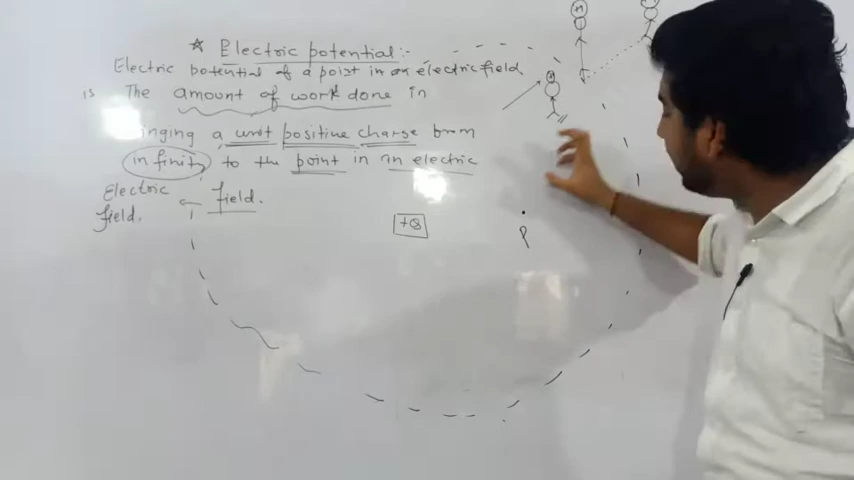 * Electric potential:-
Electric potential of a point in an electric field
is The amount of work done in
inging a unit positive charge from
infinity to the point in an electric
field.
Electric
field.
+Q
P